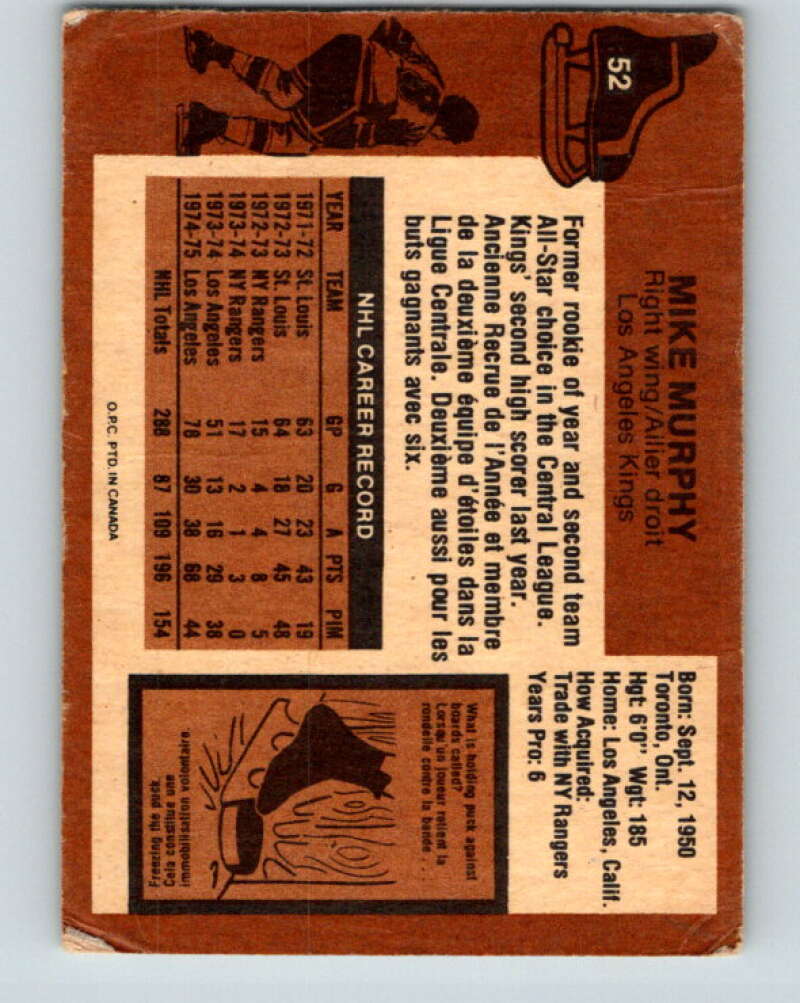 52
MIKE MURPHY
Right wing/Ailier droit
Los Angeles Kings
Born: Sept. 12, 1950
Toronto, Ont.
Hgt: 6'0" Wgt: 185
Home: Los Angeles, Calif.
How Acquired:
Trade with NY Rangers
Years Pro: 6
Former rookie of year and second team
All-Star choice in the Central League.
Kings' second high scorer last year.
Ancienne Recrue de l'Année et membre
de la deuxième équipe d'étoiles dans la
Ligue Centrale. Deuxième aussi pour les
buts gagnants avec six.
NHL CAREER RECORD
YEAR TEAM GP G A PTS PIM
1971-72 St. Louis 63 20 23 43 19
1972-73 St. Louis 64 18 27 45 48
1972-73 NY Rangers 15 4 4 8 5
1973-74 NY Rangers 17 2 1 3 0
1973-74 Los Angeles 51 13 16 29 38
1974-75 Los Angeles 78 30 38 68 44
NHL Totals 288 87 109 196 154
What is holding puck against
boards called?
Lorsqu'un joueur retient la
rondelle contre la bande . . .
Freezing the puck
Cela constitue une
immobilisation volontaire.
O.P.C. PTD. IN CANADA